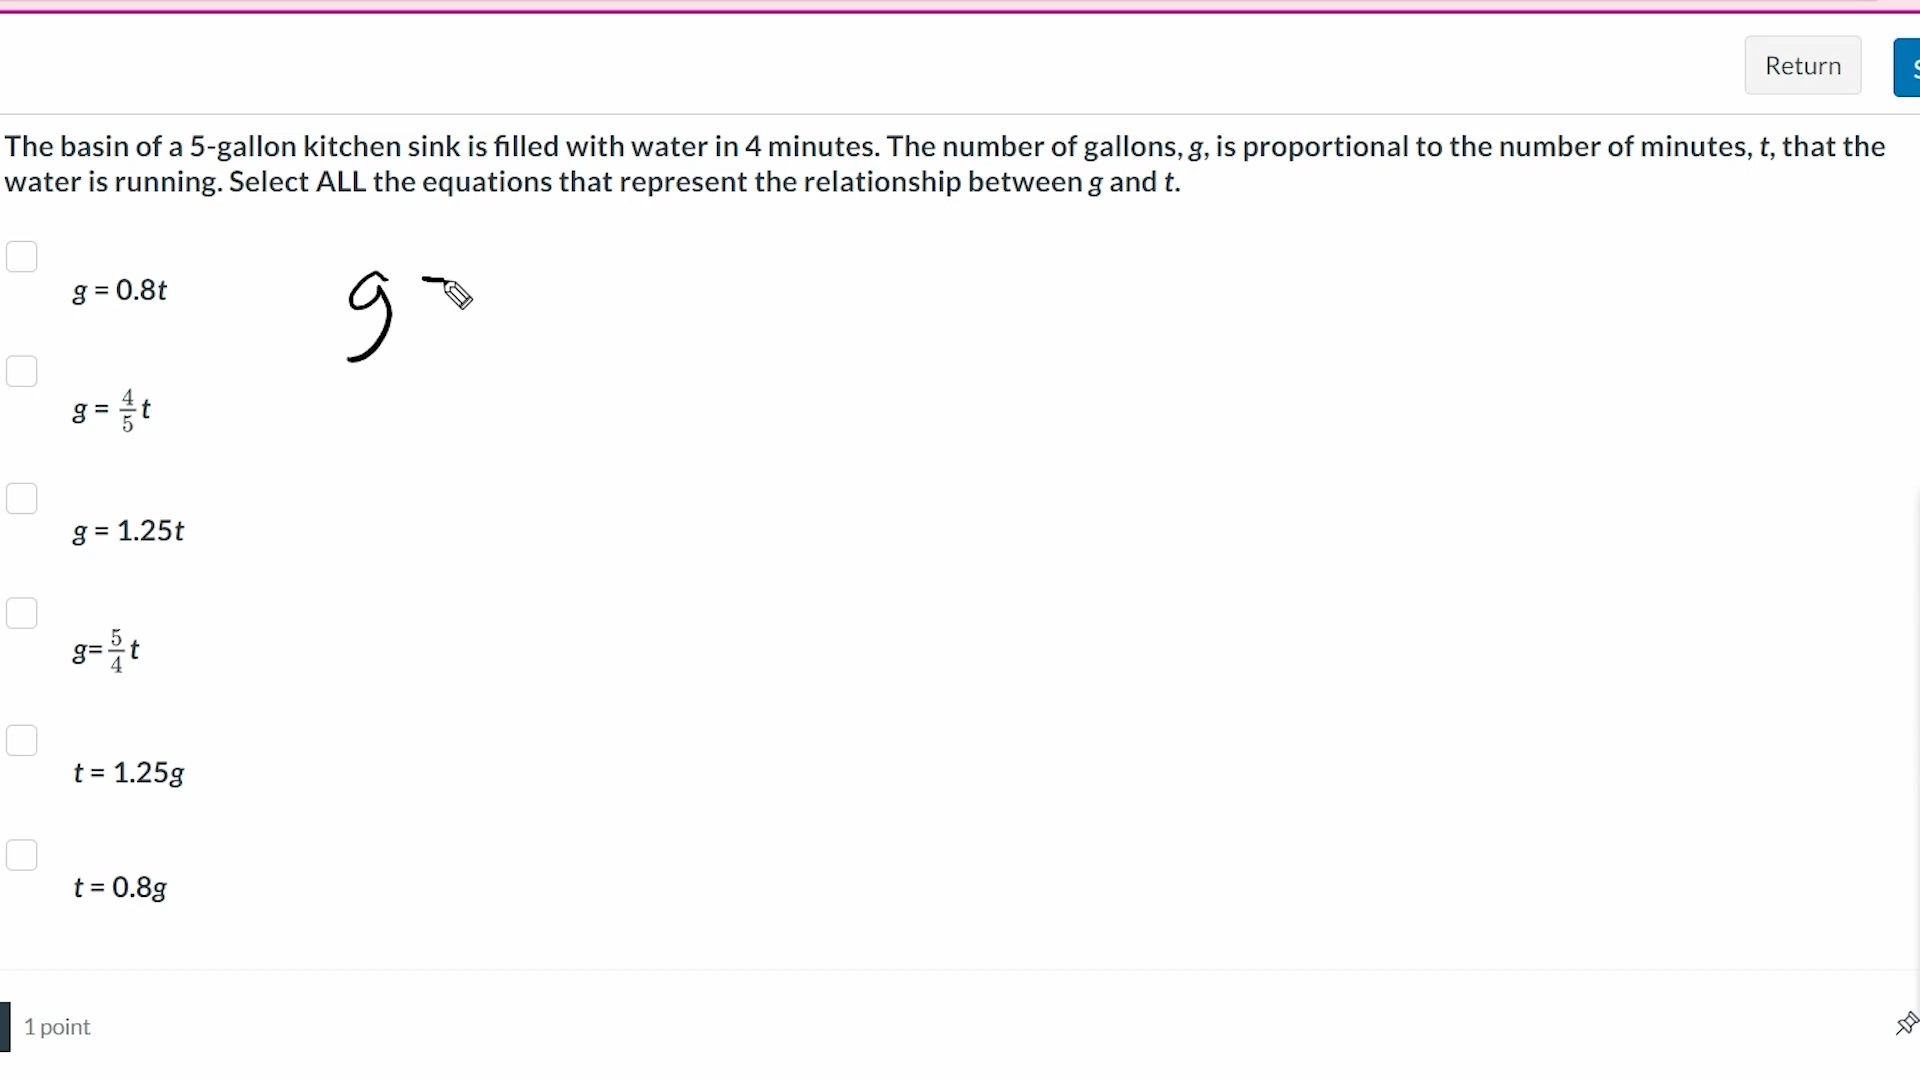 Return
The basin of a 5-gallon kitchen sink is filled with water in 4 minutes. The number of gallons, g, is proportional to the number of minutes, t, that the
water is running. Select ALL the equations that represent the relationship between g and t.
g = 0.8t
g
g = 4/5 t
g = 1.25t
g= 5/4 t
t = 1.25g
t = 0.8g
1 point